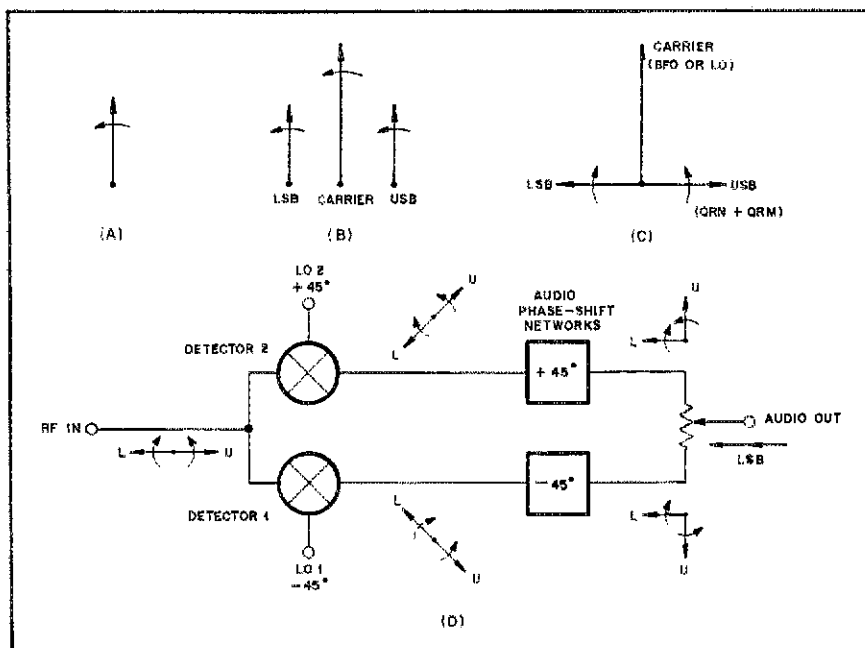 CARRIER
(BFO OR LO)
LSB CARRIER USB
LSB USB
(QRN + QRM)
(A)
(B)
(C)
LO 2
+45°
U
L
AUDIO
PHASE-SHIFT
NETWORKS
U
L
DETECTOR 2
+45°
RF IN
L U
AUDIO OUT
LSB
DETECTOR 1
-45°
L
U
L
U
LO 1
-45°
(D)